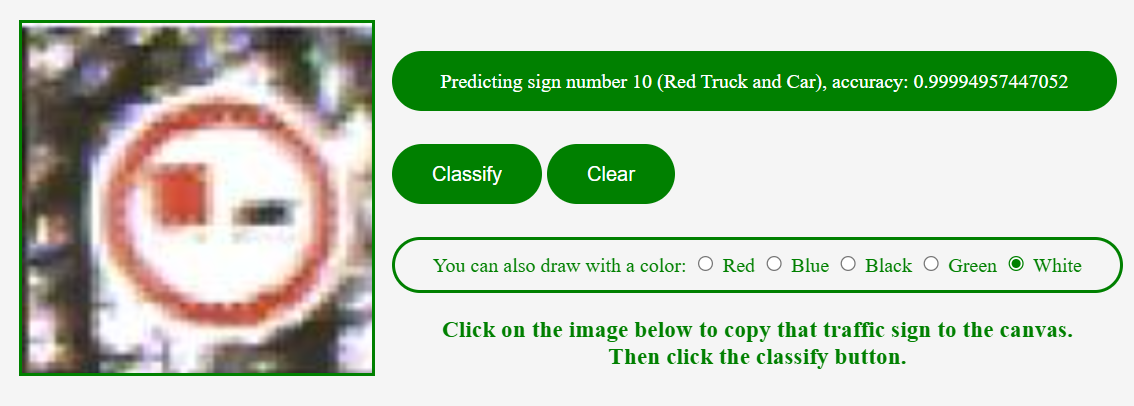 Predicting sign number 10 (Red Truck and Car), accuracy: 0.99994957447052
Classify Clear
You can also draw with a color: Red Blue Black Green White
Click on the image below to copy that traffic sign to the canvas.
Then click the classify button.